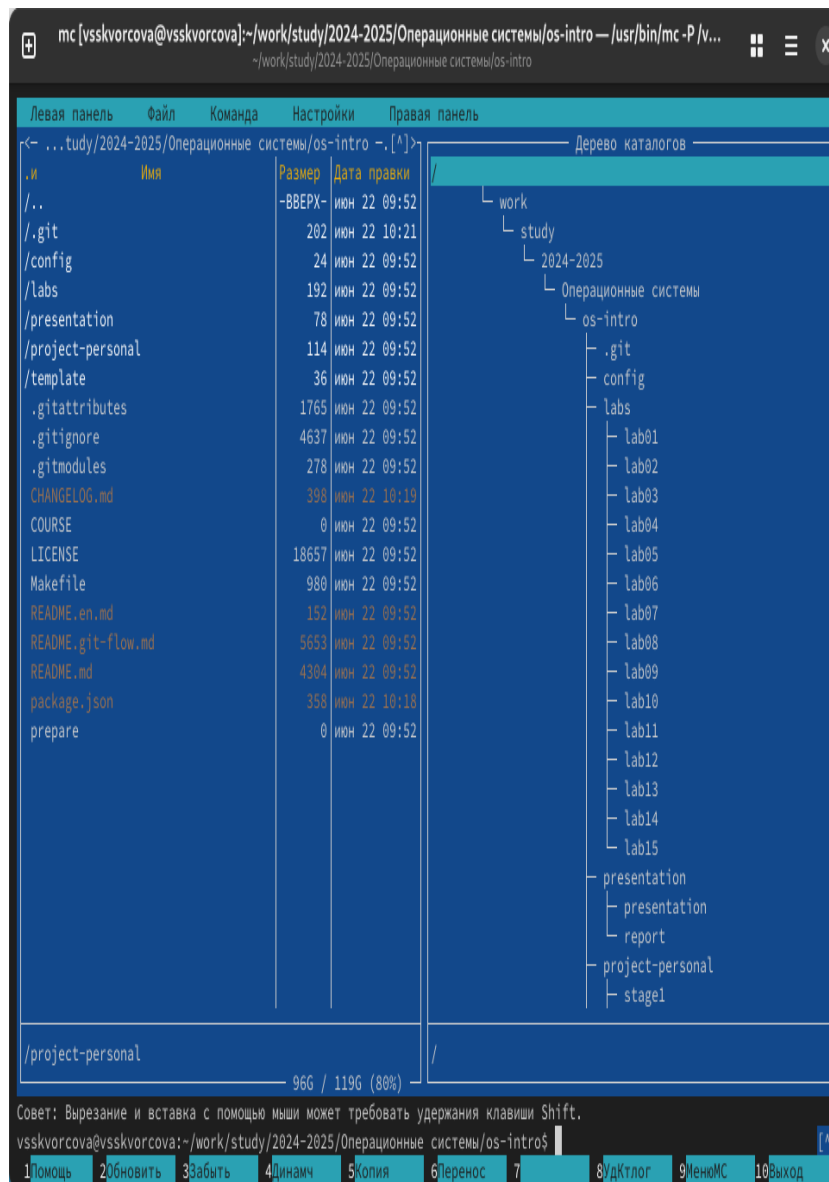 mc [vsskvorcova@vsskvorcova]:~/work/study/2024-2025/Операционные системы/os-intro — /usr/bin/mc -P /v...
~/work/study/2024-2025/Операционные системы/os-intro
Левая панель Файл Команда Настройки Правая панель
<- ...tudy/2024-2025/Операционные системы/os-intro -.[^]>
.и Имя Размер Дата правки
/.. -ВВЕРХ- июн 22 09:52
/.git 202 июн 22 10:21
/config 24 июн 22 09:52
/labs 192 июн 22 09:52
/presentation 78 июн 22 09:52
/project-personal 114 июн 22 09:52
/template 36 июн 22 09:52
.gitattributes 1765 июн 22 09:52
.gitignore 4637 июн 22 09:52
.gitmodules 278 июн 22 09:52
CHANGELOG.md 398 июн 22 10:19
COURSE 0 июн 22 09:52
LICENSE 18657 июн 22 09:52
Makefile 980 июн 22 09:52
README.en.md 152 июн 22 09:52
README.git-flow.md 5653 июн 22 09:52
README.md 4304 июн 22 09:52
package.json 358 июн 22 10:18
prepare 0 июн 22 09:52
/project-personal
96G / 119G (80%)
Дерево каталогов
/
work
study
2024-2025
Операционные системы
os-intro
.git
config
labs
lab01
lab02
lab03
lab04
lab05
lab06
lab07
lab08
lab09
lab10
lab11
lab12
lab13
lab14
lab15
presentation
presentation
report
project-personal
stage1
/
Совет: Вырезание и вставка с помощью мыши может требовать удержания клавиши Shift.
vsskvorcova@vsskvorcova:~/work/study/2024-2025/Операционные системы/os-intro$ [^
1Помощь 2Обновить 3Забыть 4Динамч 5Копия 6Перенос 7 8УдКтлог 9МенюМС 10Выход